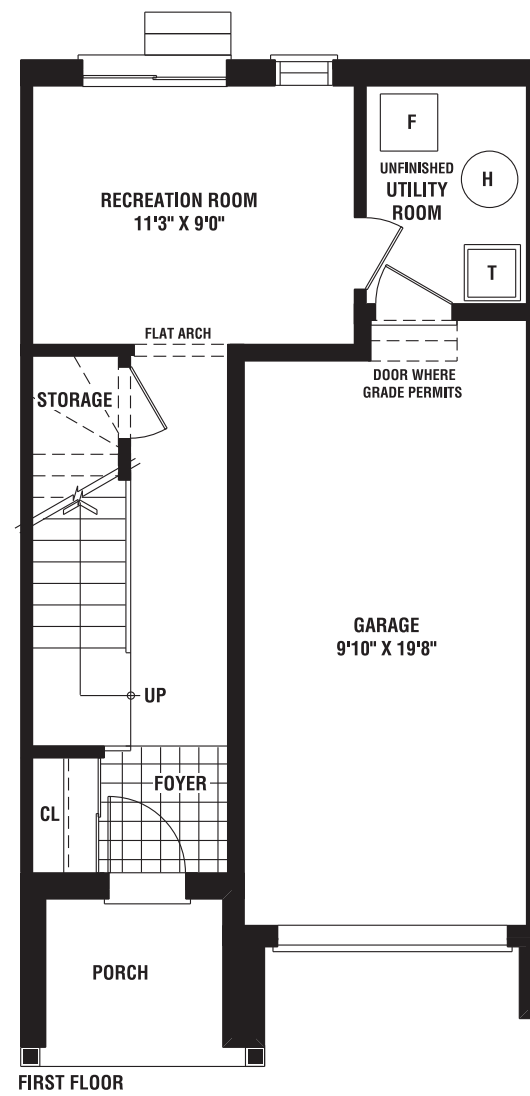 F
UNFINISHED
UTILITY
ROOM
H
T
RECREATION ROOM
11'3" X 9'0"
FLAT ARCH
STORAGE
DOOR WHERE
GRADE PERMITS
GARAGE
9'10" X 19'8"
UP
FOYER
CL
PORCH
FIRST FLOOR